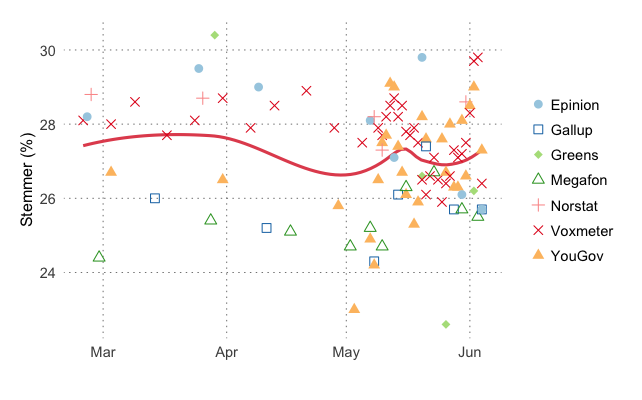 30
28
26
24
Stemmer (%)
Mar
Apr
May
Jun
Epinion
Gallup
Greens
Megafon
Norstat
Voxmeter
YouGov